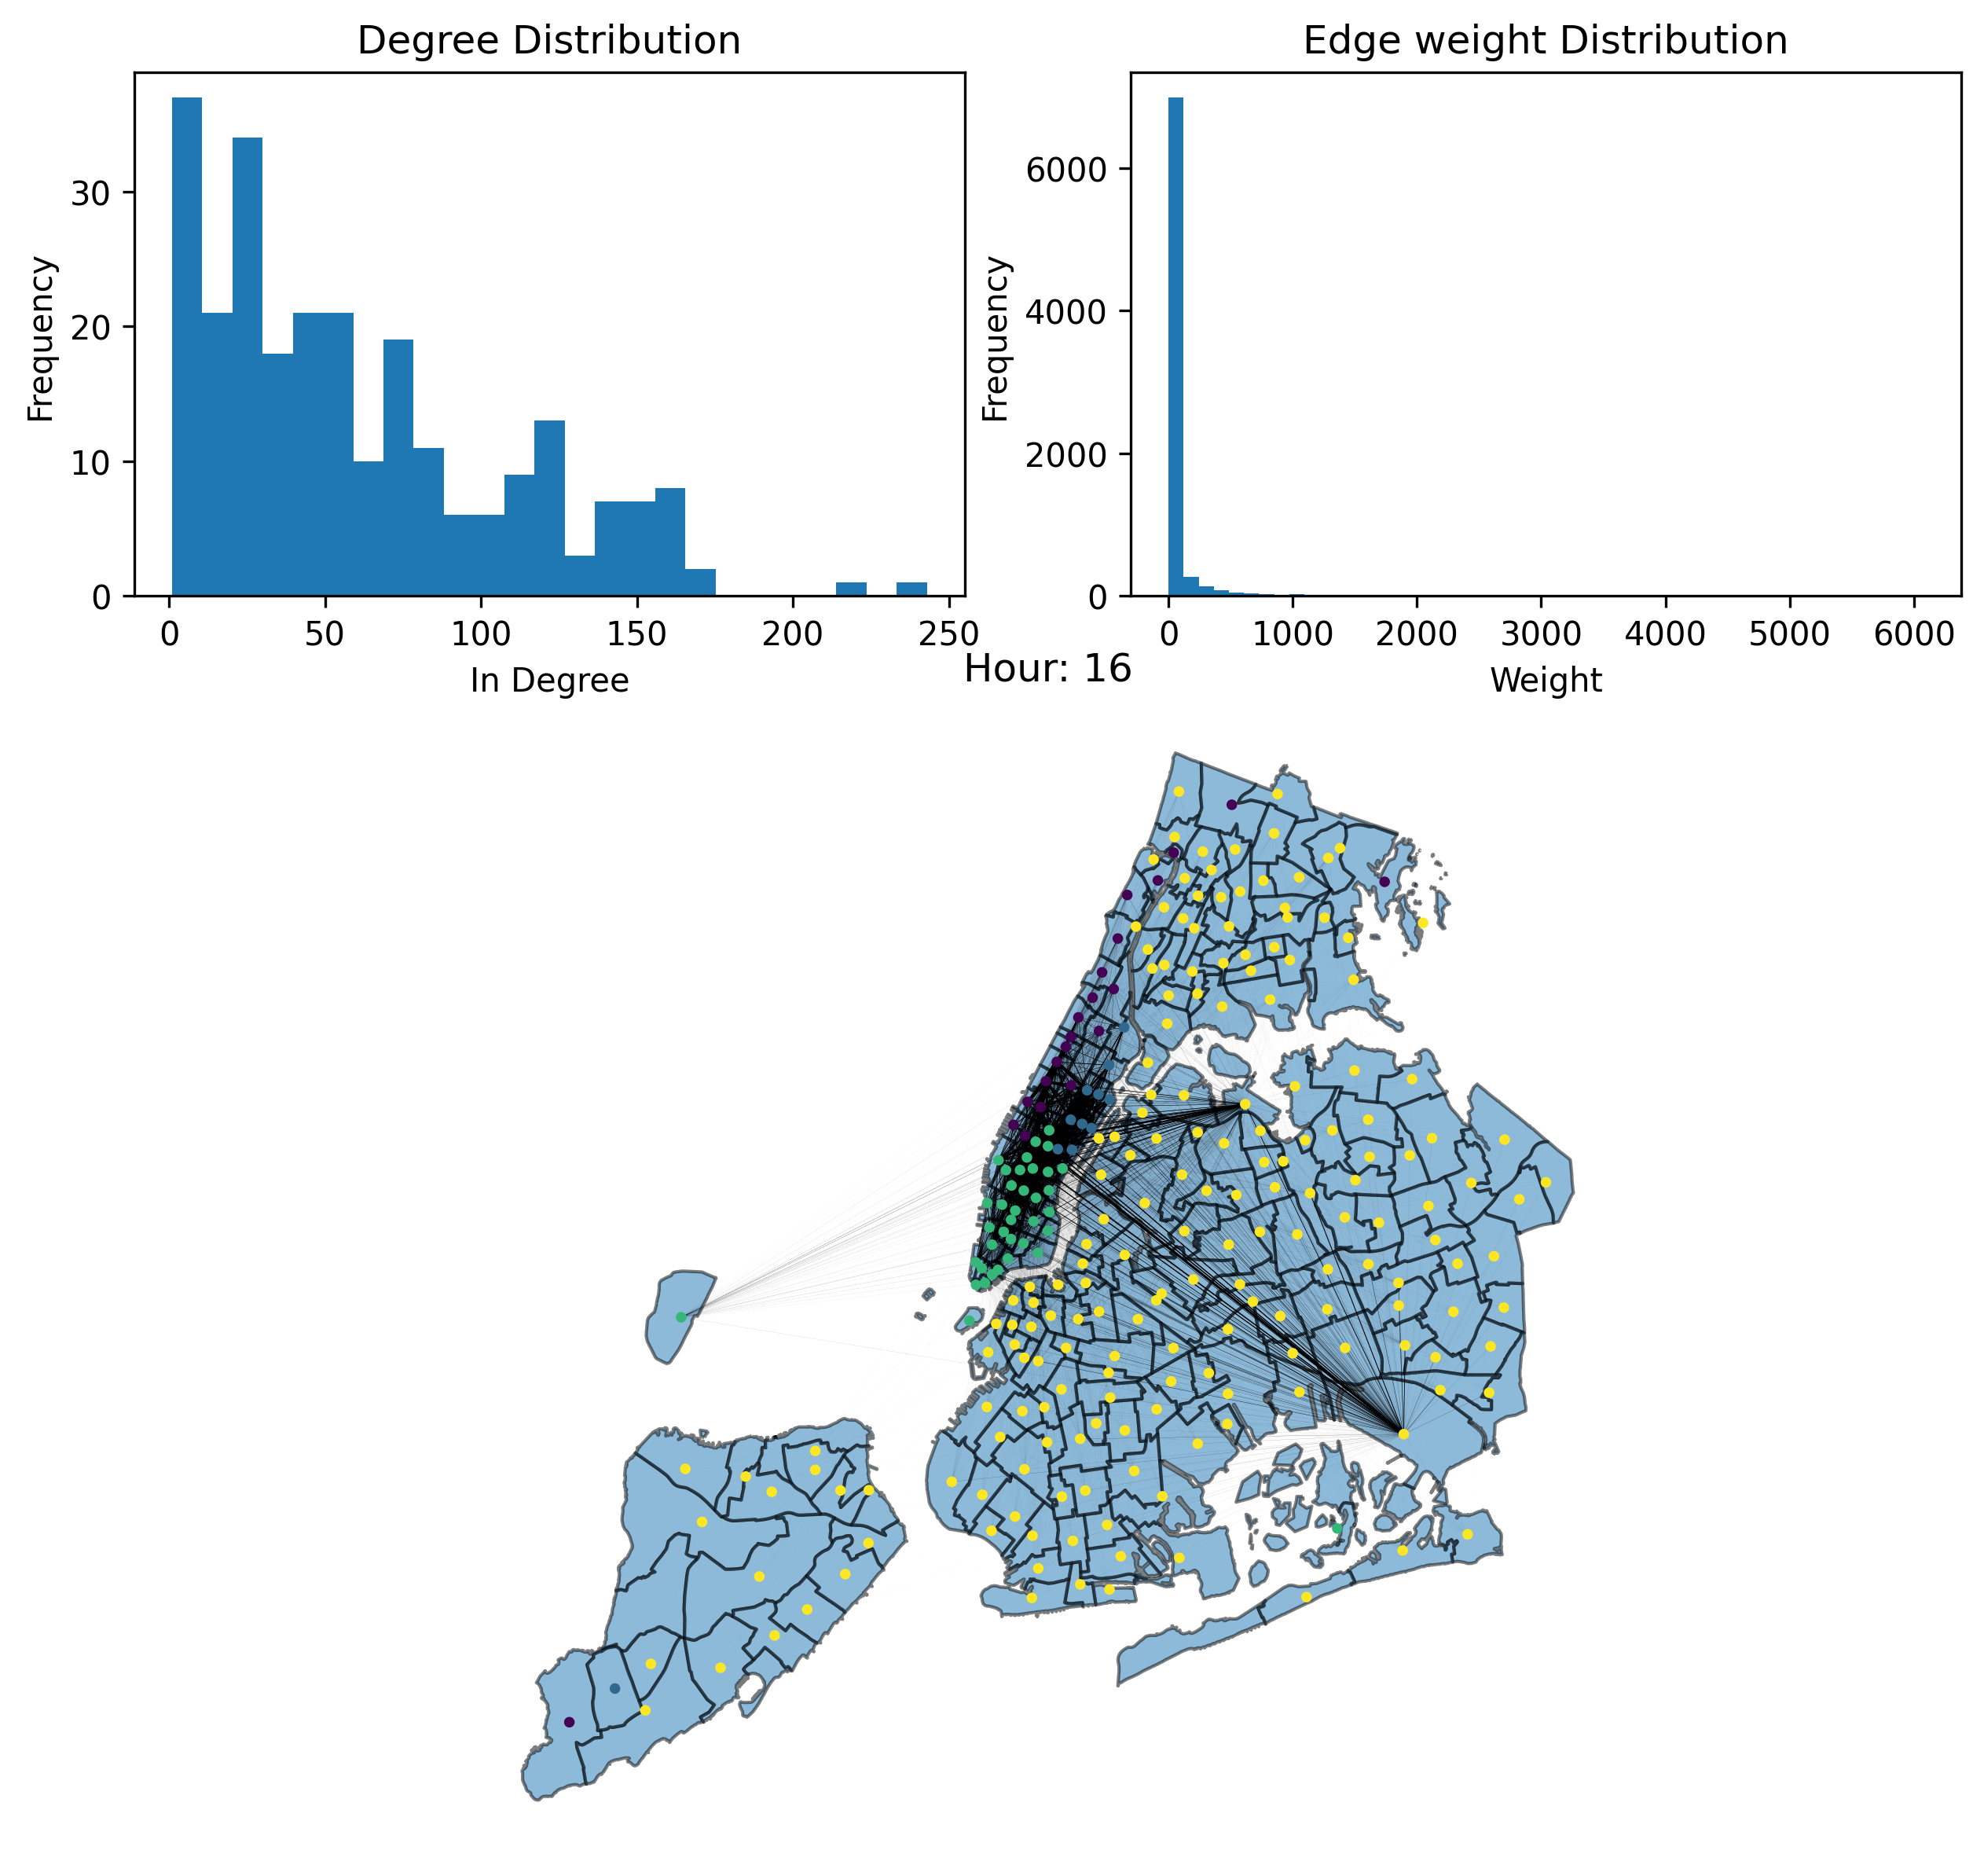 Degree Distribution
Frequency
30
20
10
0
0 50 100 150 200 250
In Degree
Edge weight Distribution
Frequency
6000
4000
2000
0
0 1000 2000 3000 4000 5000 6000
Weight
Hour: 16